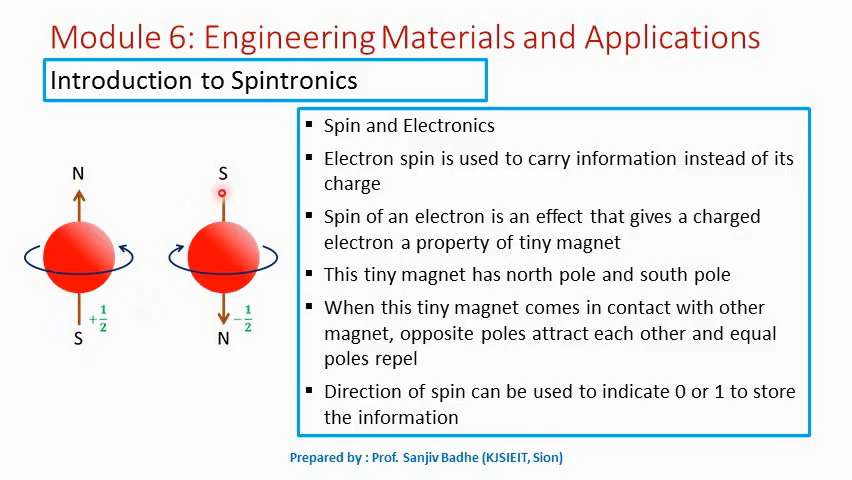 Module 6: Engineering Materials and Applications
Introduction to Spintronics
N
S
+1/2
S
-1/2
N
▪ Spin and Electronics
▪ Electron spin is used to carry information instead of its
charge
▪ Spin of an electron is an effect that gives a charged
electron a property of tiny magnet
▪ This tiny magnet has north pole and south pole
▪ When this tiny magnet comes in contact with other
magnet, opposite poles attract each other and equal
poles repel
▪ Direction of spin can be used to indicate 0 or 1 to store
the information
Prepared by : Prof. Sanjiv Badhe (KJSIEIT, Sion)